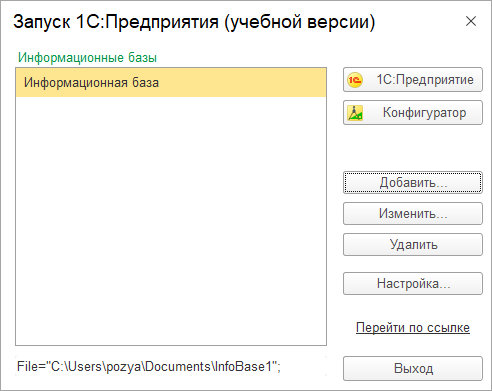 Запуск 1С:Предприятия (учебной версии)
Информационные базы
Информационная база
1С:Предприятие
Конфигуратор
Добавить...
Изменить...
Удалить
Настройка...
Перейти по ссылке
File="C:\Users\pozya\Documents\InfoBase1";
Выход